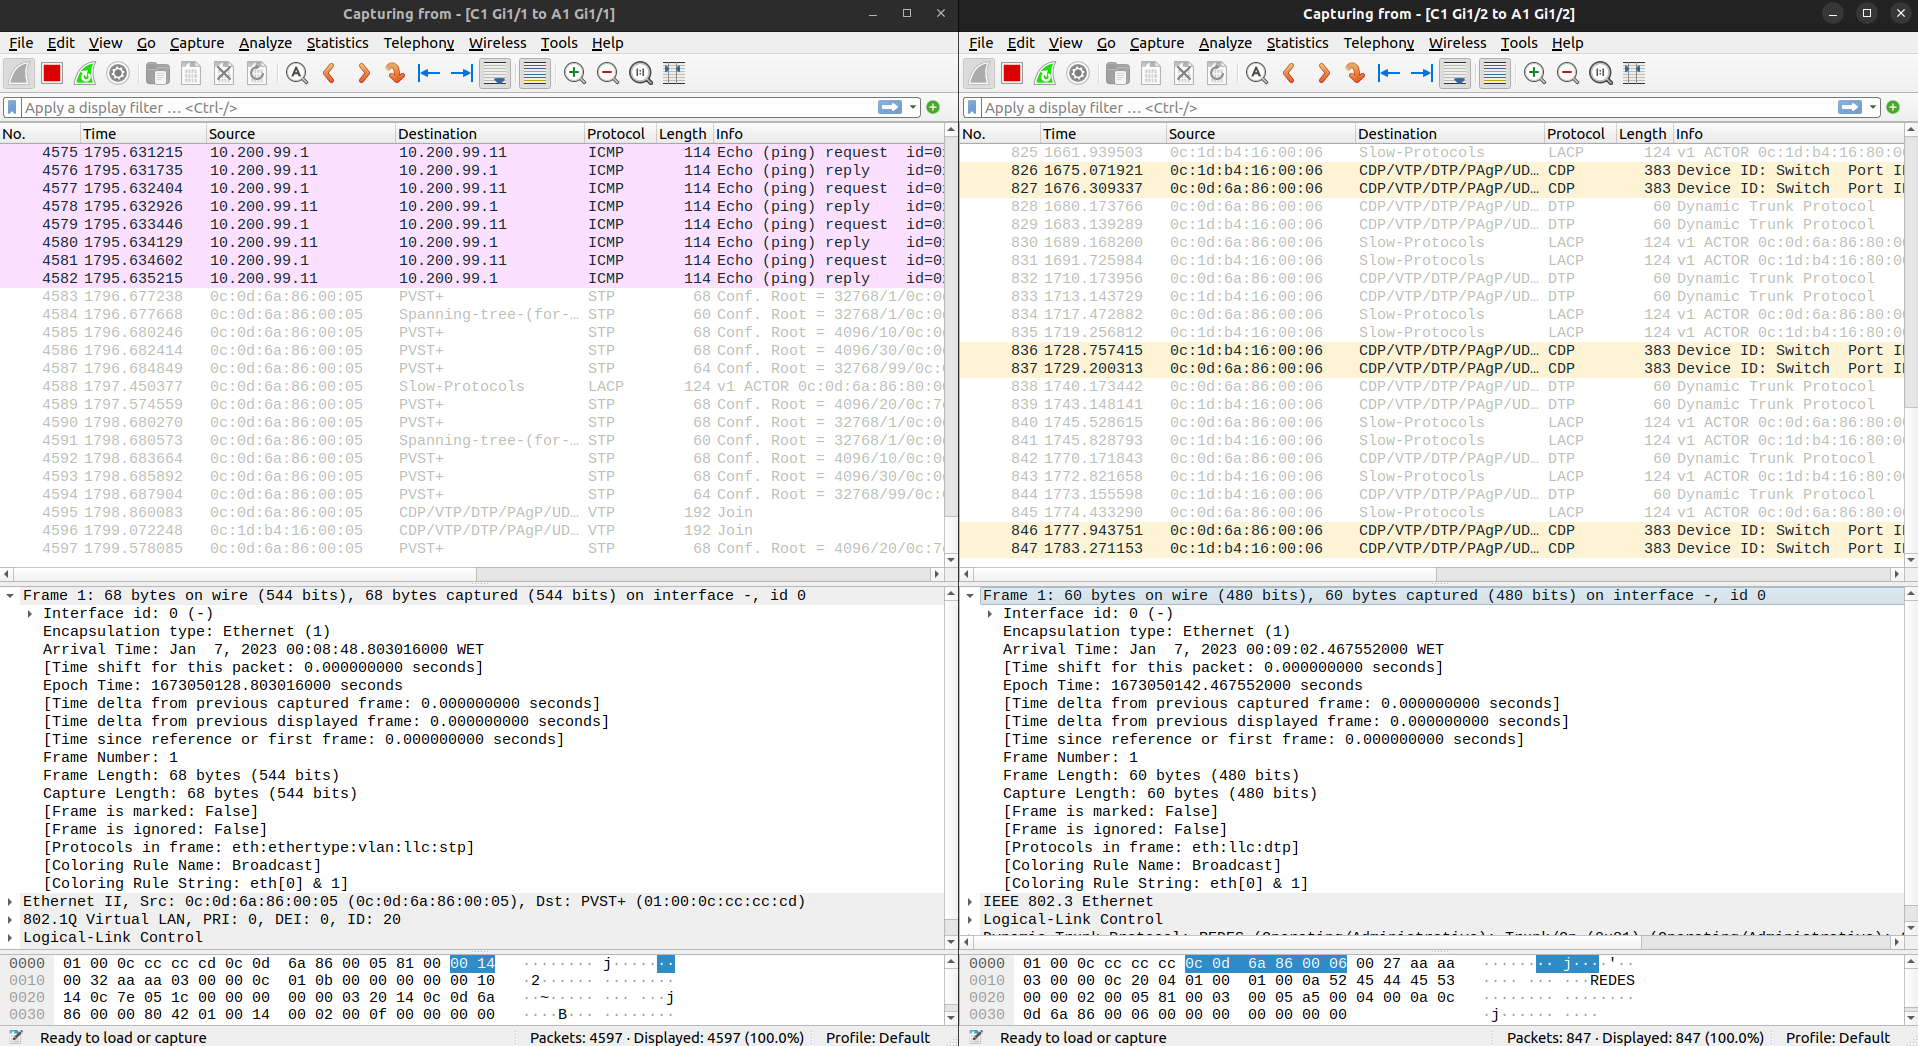 Capturing from - [C1 Gi1/1 to A1 Gi1/1]
File Edit View Go Capture Analyze Statistics Telephony Wireless Tools Help
Apply a display filter … <Ctrl-/>
No. Time Source Destination Protocol Length Info
4575 1795.631215 10.200.99.1 10.200.99.11 ICMP 114 Echo (ping) request id=0
4576 1795.631735 10.200.99.11 10.200.99.1 ICMP 114 Echo (ping) reply id=0
4577 1795.632404 10.200.99.1 10.200.99.11 ICMP 114 Echo (ping) request id=0
4578 1795.632926 10.200.99.11 10.200.99.1 ICMP 114 Echo (ping) reply id=0
4579 1795.633446 10.200.99.1 10.200.99.11 ICMP 114 Echo (ping) request id=0
4580 1795.634129 10.200.99.11 10.200.99.1 ICMP 114 Echo (ping) reply id=0
4581 1795.634602 10.200.99.1 10.200.99.11 ICMP 114 Echo (ping) request id=0
4582 1795.635215 10.200.99.11 10.200.99.1 ICMP 114 Echo (ping) reply id=0
4583 1796.677238 0c:0d:6a:86:00:05 PVST+ STP 68 Conf. Root = 32768/1/0c:0
4584 1796.677668 0c:0d:6a:86:00:05 Spanning-tree-(for-… STP 60 Conf. Root = 32768/1/0c:0
4585 1796.680246 0c:0d:6a:86:00:05 PVST+ STP 68 Conf. Root = 4096/10/0c:0
4586 1796.682414 0c:0d:6a:86:00:05 PVST+ STP 68 Conf. Root = 4096/30/0c:0
4587 1796.684849 0c:0d:6a:86:00:05 PVST+ STP 64 Conf. Root = 32768/99/0c:
4588 1797.450377 0c:0d:6a:86:00:05 Slow-Protocols LACP 124 v1 ACTOR 0c:0d:6a:86:80:0
4589 1797.574559 0c:0d:6a:86:00:05 PVST+ STP 68 Conf. Root = 4096/20/0c:7
4590 1798.680270 0c:0d:6a:86:00:05 PVST+ STP 68 Conf. Root = 32768/1/0c:0
4591 1798.680573 0c:0d:6a:86:00:05 Spanning-tree-(for-… STP 60 Conf. Root = 32768/1/0c:0
4592 1798.683664 0c:0d:6a:86:00:05 PVST+ STP 68 Conf. Root = 4096/10/0c:0
4593 1798.685892 0c:0d:6a:86:00:05 PVST+ STP 68 Conf. Root = 4096/30/0c:0
4594 1798.687904 0c:0d:6a:86:00:05 PVST+ STP 64 Conf. Root = 32768/99/0c:
4595 1798.860083 0c:0d:6a:86:00:05 CDP/VTP/DTP/PAgP/UD… VTP 192 Join
4596 1799.072248 0c:1d:b4:16:00:05 CDP/VTP/DTP/PAgP/UD… VTP 192 Join
4597 1799.578085 0c:0d:6a:86:00:05 PVST+ STP 68 Conf. Root = 4096/20/0c:7
Frame 1: 68 bytes on wire (544 bits), 68 bytes captured (544 bits) on interface -, id 0
Interface id: 0 (-)
Encapsulation type: Ethernet (1)
Arrival Time: Jan  7, 2023 00:08:48.803016000 WET
[Time shift for this packet: 0.000000000 seconds]
Epoch Time: 1673050128.803016000 seconds
[Time delta from previous captured frame: 0.000000000 seconds]
[Time delta from previous displayed frame: 0.000000000 seconds]
[Time since reference or first frame: 0.000000000 seconds]
Frame Number: 1
Frame Length: 68 bytes (544 bits)
Capture Length: 68 bytes (544 bits)
[Frame is marked: False]
[Frame is ignored: False]
[Protocols in frame: eth:ethertype:vlan:llc:stp]
[Coloring Rule Name: Broadcast]
[Coloring Rule String: eth[0] & 1]
Ethernet II, Src: 0c:0d:6a:86:00:05 (0c:0d:6a:86:00:05), Dst: PVST+ (01:00:0c:cc:cc:cd)
802.1Q Virtual LAN, PRI: 0, DEI: 0, ID: 20
Logical-Link Control
0000 01 00 0c cc cc cd 0c 0d 6a 86 00 05 81 00 00 14 ········ j·······
0010 00 32 aa aa 03 00 00 0c 01 0b 00 00 00 00 00 10 ·2······ ········
0020 14 0c 7e 05 1c 00 00 00 00 00 03 20 14 0c 0d 6a ··~····· ··· ···j
0030 86 00 00 80 42 01 00 14 00 02 00 0f 00 00 00 00 ····B··· ········
Ready to load or capture Packets: 4597 · Displayed: 4597 (100.0%) Profile: Default
Capturing from - [C1 Gi1/2 to A1 Gi1/2]
File Edit View Go Capture Analyze Statistics Telephony Wireless Tools Help
Apply a display filter … <Ctrl-/>
No. Time Source Destination Protocol Length Info
825 1661.939503 0c:1d:b4:16:00:06 Slow-Protocols LACP 124 v1 ACTOR 0c:1d:b4:16:80:0
826 1675.071921 0c:1d:b4:16:00:06 CDP/VTP/DTP/PAgP/UD… CDP 383 Device ID: Switch Port I
827 1676.309337 0c:0d:6a:86:00:06 CDP/VTP/DTP/PAgP/UD… CDP 383 Device ID: Switch Port I
828 1680.173766 0c:0d:6a:86:00:06 CDP/VTP/DTP/PAgP/UD… DTP 60 Dynamic Trunk Protocol
829 1683.139289 0c:1d:b4:16:00:06 CDP/VTP/DTP/PAgP/UD… DTP 60 Dynamic Trunk Protocol
830 1689.168200 0c:0d:6a:86:00:06 Slow-Protocols LACP 124 v1 ACTOR 0c:0d:6a:86:80:0
831 1691.725984 0c:1d:b4:16:00:06 Slow-Protocols LACP 124 v1 ACTOR 0c:1d:b4:16:80:0
832 1710.173956 0c:0d:6a:86:00:06 CDP/VTP/DTP/PAgP/UD… DTP 60 Dynamic Trunk Protocol
833 1713.143729 0c:1d:b4:16:00:06 CDP/VTP/DTP/PAgP/UD… DTP 60 Dynamic Trunk Protocol
834 1717.472882 0c:0d:6a:86:00:06 Slow-Protocols LACP 124 v1 ACTOR 0c:0d:6a:86:80:0
835 1719.256812 0c:1d:b4:16:00:06 Slow-Protocols LACP 124 v1 ACTOR 0c:1d:b4:16:80:0
836 1728.757415 0c:1d:b4:16:00:06 CDP/VTP/DTP/PAgP/UD… CDP 383 Device ID: Switch Port I
837 1729.200313 0c:0d:6a:86:00:06 CDP/VTP/DTP/PAgP/UD… CDP 383 Device ID: Switch Port I
838 1740.173442 0c:0d:6a:86:00:06 CDP/VTP/DTP/PAgP/UD… DTP 60 Dynamic Trunk Protocol
839 1743.148141 0c:1d:b4:16:00:06 CDP/VTP/DTP/PAgP/UD… DTP 60 Dynamic Trunk Protocol
840 1745.528615 0c:0d:6a:86:00:06 Slow-Protocols LACP 124 v1 ACTOR 0c:0d:6a:86:80:0
841 1745.828793 0c:1d:b4:16:00:06 Slow-Protocols LACP 124 v1 ACTOR 0c:1d:b4:16:80:0
842 1770.171843 0c:0d:6a:86:00:06 CDP/VTP/DTP/PAgP/UD… DTP 60 Dynamic Trunk Protocol
843 1772.821658 0c:0d:6a:86:00:06 Slow-Protocols LACP 124 v1 ACTOR 0c:0d:6a:86:80:0
844 1773.155598 0c:1d:b4:16:00:06 CDP/VTP/DTP/PAgP/UD… DTP 60 Dynamic Trunk Protocol
845 1774.433290 0c:1d:b4:16:00:06 Slow-Protocols LACP 124 v1 ACTOR 0c:1d:b4:16:80:0
846 1777.943751 0c:0d:6a:86:00:06 CDP/VTP/DTP/PAgP/UD… CDP 383 Device ID: Switch Port I
847 1783.271153 0c:1d:b4:16:00:06 CDP/VTP/DTP/PAgP/UD… CDP 383 Device ID: Switch Port I
Frame 1: 60 bytes on wire (480 bits), 60 bytes captured (480 bits) on interface -, id 0
Interface id: 0 (-)
Encapsulation type: Ethernet (1)
Arrival Time: Jan  7, 2023 00:09:02.467552000 WET
[Time shift for this packet: 0.000000000 seconds]
Epoch Time: 1673050142.467552000 seconds
[Time delta from previous captured frame: 0.000000000 seconds]
[Time delta from previous displayed frame: 0.000000000 seconds]
[Time since reference or first frame: 0.000000000 seconds]
Frame Number: 1
Frame Length: 60 bytes (480 bits)
Capture Length: 60 bytes (480 bits)
[Frame is marked: False]
[Frame is ignored: False]
[Protocols in frame: eth:llc:dtp]
[Coloring Rule Name: Broadcast]
[Coloring Rule String: eth[0] & 1]
IEEE 802.3 Ethernet
Logical-Link Control
Dynamic Trunk Protocol: REDES (Operating/Administrative): Trunk/On (0x81) (Operating/Administrative):
0000 01 00 0c cc cc cc 0c 0d 6a 86 00 06 00 27 aa aa ········ j····'··
0010 03 00 00 0c 20 04 01 00 01 00 0a 52 45 44 45 53 ···· ··· ···REDES
0020 00 00 02 00 05 81 00 03 00 05 a5 00 04 00 0a 0c ········ ········
0030 0d 6a 86 00 06 00 00 00 00 00 00 00 ·j······ ····
Ready to load or capture Packets: 847 · Displayed: 847 (100.0%) Profile: Default